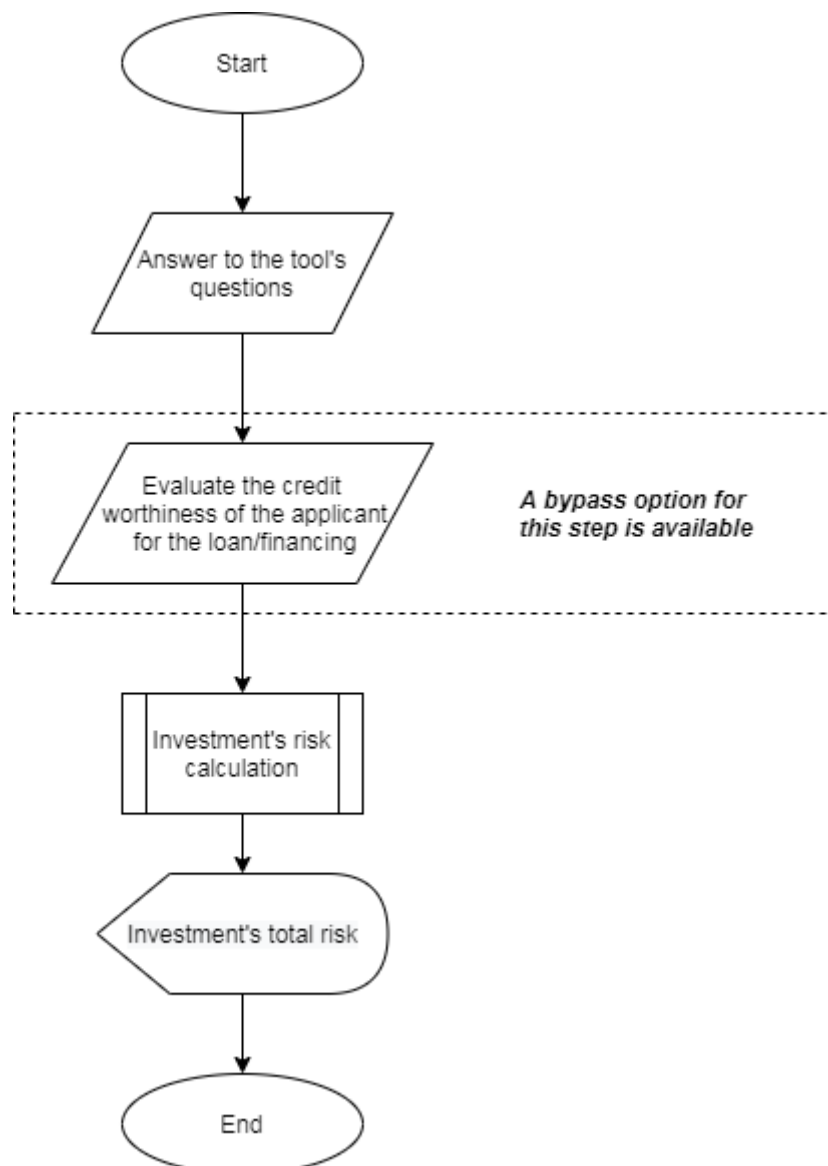 Start
Answer to the tool's
questions
Evaluate the credit
worthiness of the applicant
for the loan/financing
A bypass option for
this step is available
Investment's risk
calculation
Investment's total risk
End